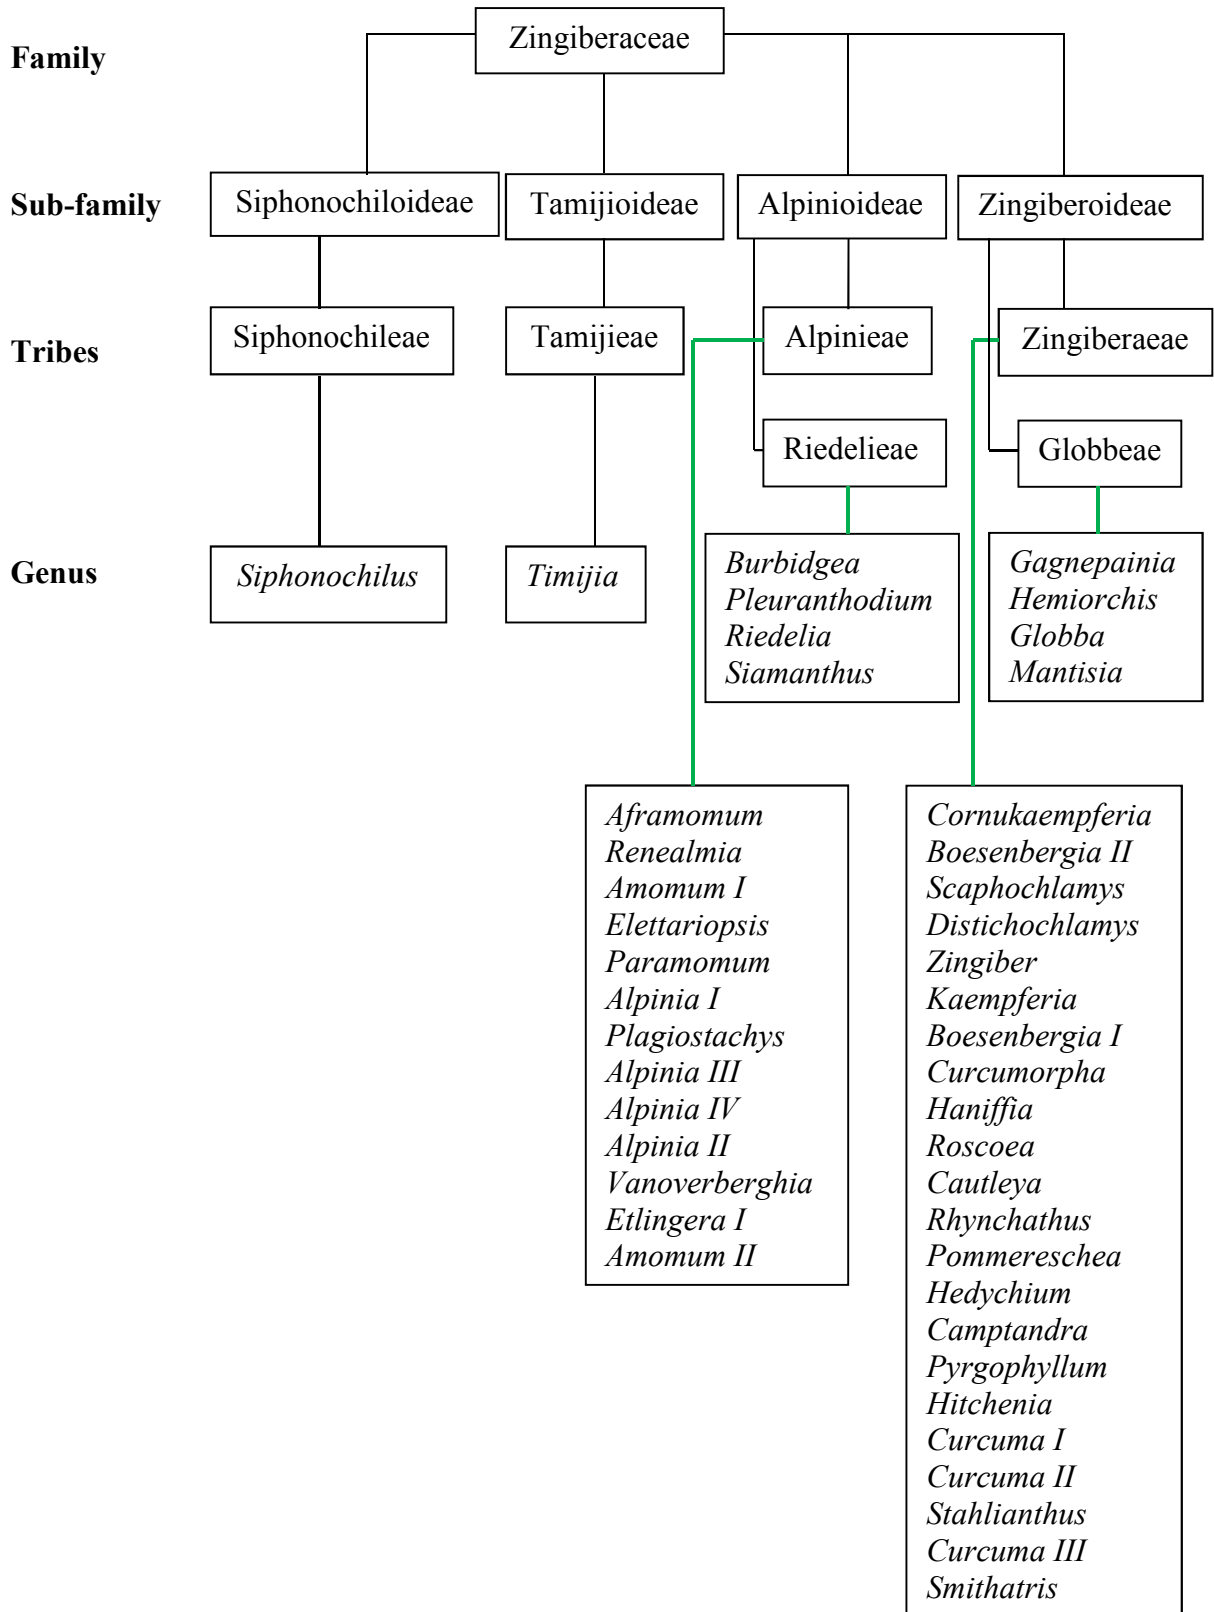 Family
Zingiberaceae
Sub-family
Siphonochiloideae
Tamijioideae
Alpinioideae
Zingiberoideae
Tribes
Siphonochileae
Tamijieae
Alpinieae
Zingiberaeae
Riedelieae
Globbeae
Genus
Siphonochilus
Timijia
Burbidgea
Pleuranthodium
Riedelia
Siamanthus
Gagnepainia
Hemiorchis
Globba
Mantisia
Aframomum
Renealmia
Amomum I
Elettariopsis
Paramomum
Alpinia I
Plagiostachys
Alpinia III
Alpinia IV
Alpinia II
Vanoverberghia
Etlingera I
Amomum II
Cornukaempferia
Boesenbergia II
Scaphochlamys
Distichochlamys
Zingiber
Kaempferia
Boesenbergia I
Curcumorpha
Haniffia
Roscoea
Cautleya
Rhynchathus
Pommereschea
Hedychium
Camptandra
Pyrgophyllum
Hitchenia
Curcuma I
Curcuma II
Stahlianthus
Curcuma III
Smithatris